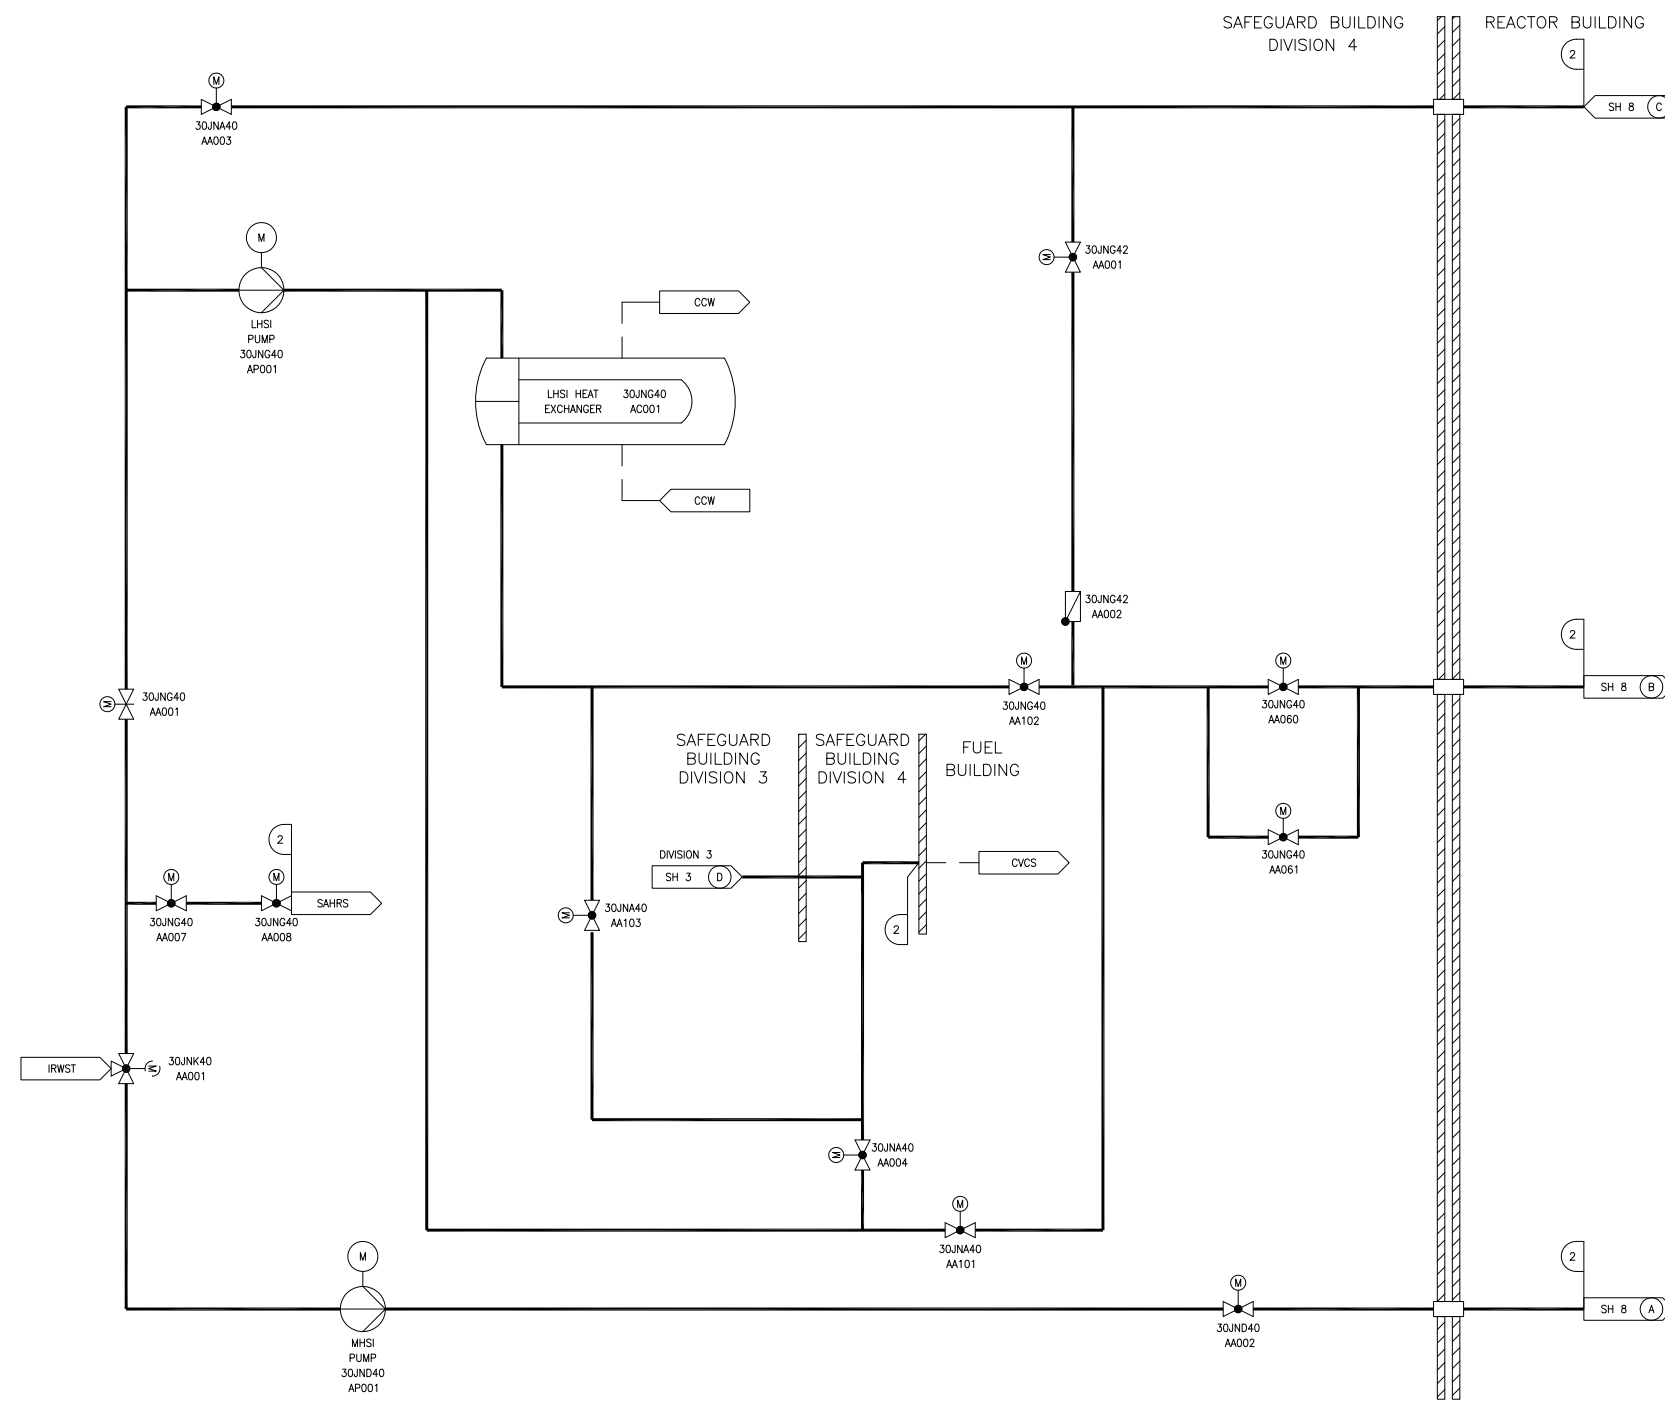 SAFEGUARD BUILDING
DIVISION 4
REACTOR BUILDING
2
M
30JNA40
AA003
SH 8 C
M
LHSI
PUMP
30JNG40
AP001
M
30JNG42
AA001
CCW
LHSI HEAT
EXCHANGER
30JNG40
AC001
CCW
30JNG42
AA002
2
M
30JNG40
AA001
M
30JNG40
AA102
M
30JNG40
AA060
SH 8 B
SAFEGUARD
BUILDING
DIVISION 3
SAFEGUARD
BUILDING
DIVISION 4
FUEL
BUILDING
M
30JNG40
AA061
2
M
30JNG40
AA007
M
30JNG40
AA008
SAHRS
DIVISION 3
SH 3 D
CVCS
M
30JNA40
AA103
2
IRWST
M
30JNK40
AA001
M
30JNA40
AA004
M
30JNA40
AA101
M
MHSI
PUMP
30JND40
AP001
M
30JND40
AA002
2
SH 8 A